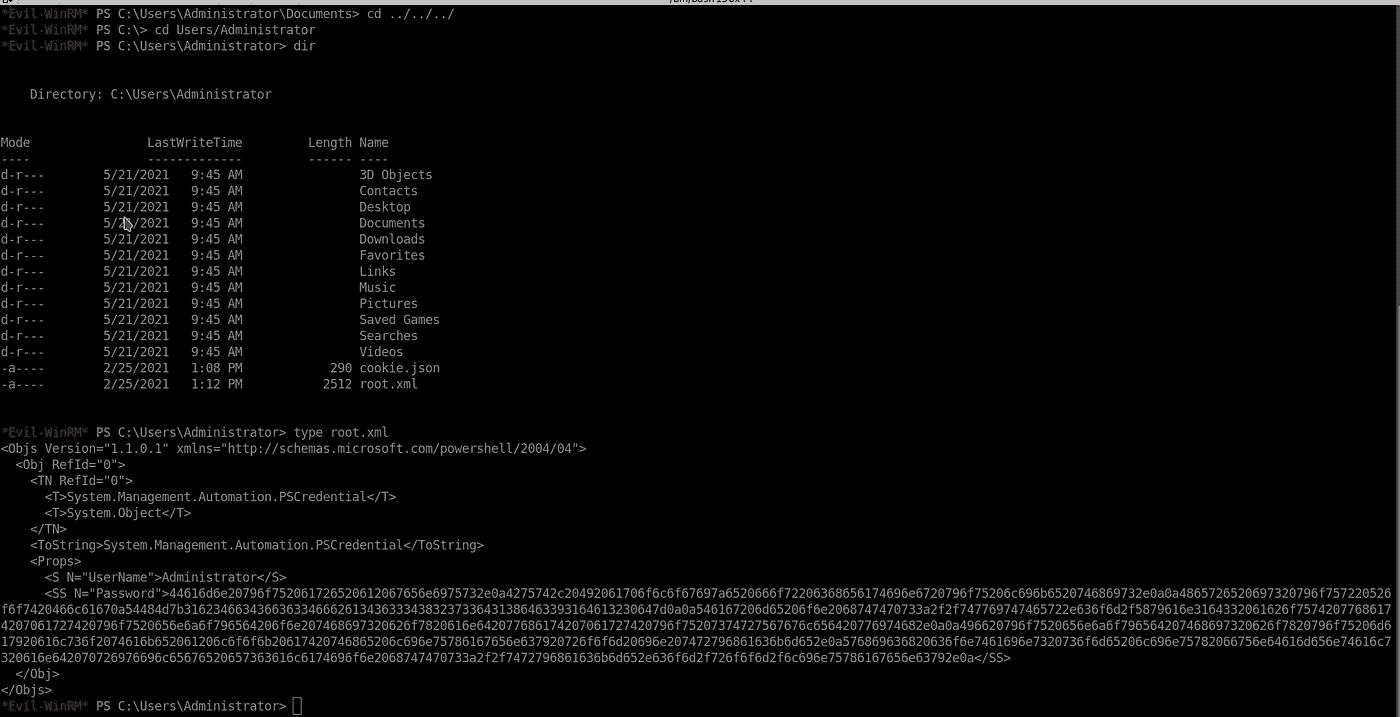 *Evil-WinRM* PS C:\Users\Administrator\Documents> cd ../../../
*Evil-WinRM* PS C:\> cd Users/Administrator
*Evil-WinRM* PS C:\Users\Administrator> dir
Directory: C:\Users\Administrator
Mode LastWriteTime Length Name
---- ------------- ------ ----
d-r--- 5/21/2021 9:45 AM 3D Objects
d-r--- 5/21/2021 9:45 AM Contacts
d-r--- 5/21/2021 9:45 AM Desktop
d-r--- 5/21/2021 9:45 AM Documents
d-r--- 5/21/2021 9:45 AM Downloads
d-r--- 5/21/2021 9:45 AM Favorites
d-r--- 5/21/2021 9:45 AM Links
d-r--- 5/21/2021 9:45 AM Music
d-r--- 5/21/2021 9:45 AM Pictures
d-r--- 5/21/2021 9:45 AM Saved Games
d-r--- 5/21/2021 9:45 AM Searches
d-r--- 5/21/2021 9:45 AM Videos
-a---- 2/25/2021 1:08 PM 290 cookie.json
-a---- 2/25/2021 1:12 PM 2512 root.xml
*Evil-WinRM* PS C:\Users\Administrator> type root.xml
<Objs Version="1.1.0.1" xmlns="http://schemas.microsoft.com/powershell/2004/04">
<Obj RefId="0">
<TN RefId="0">
<T>System.Management.Automation.PSCredential</T>
<T>System.Object</T>
</TN>
<ToString>System.Management.Automation.PSCredential</ToString>
<Props>
<S N="UserName">Administrator</S>
<SS N="Password">
</SS>
</Obj>
</Objs>
*Evil-WinRM* PS C:\Users\Administrator>